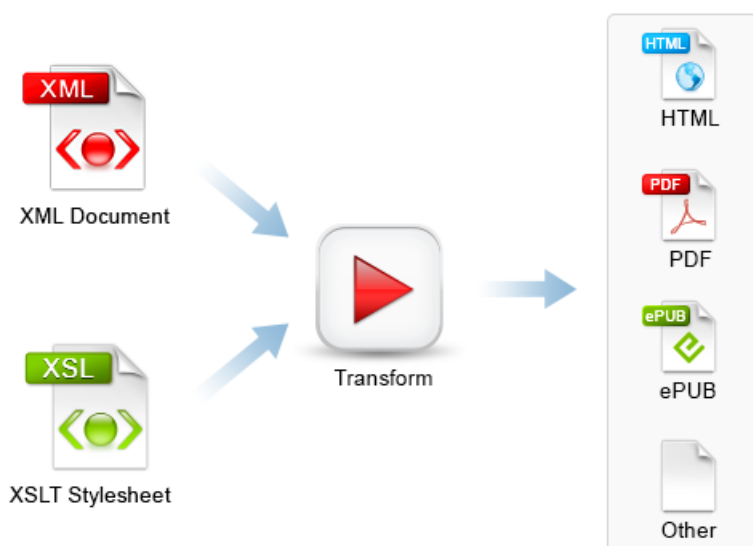 XML
XML Document
XSL
XSLT Stylesheet
Transform
HTML
HTML
PDF
PDF
ePUB
ePUB
Other